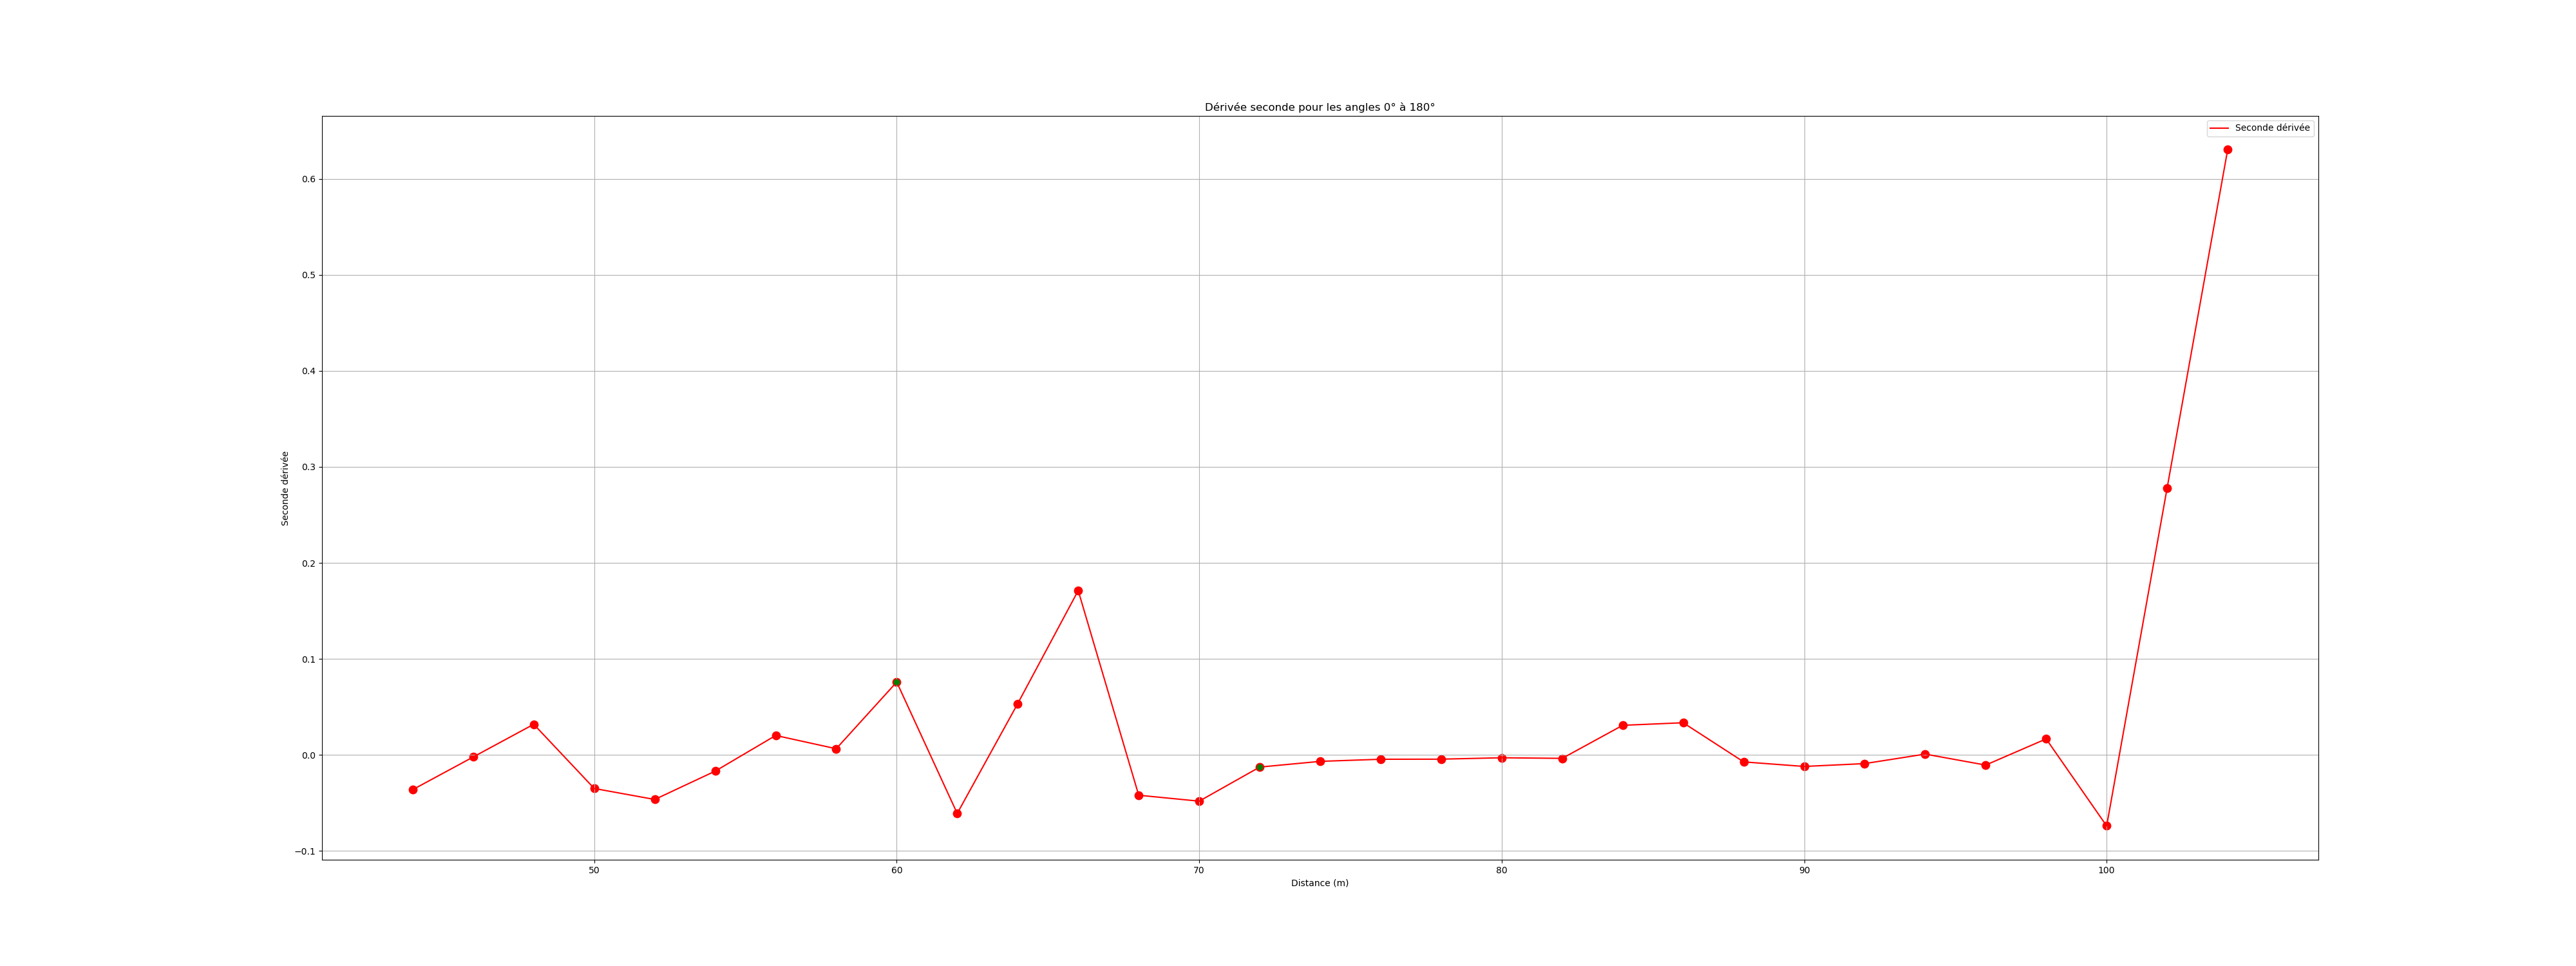 Dérivée seconde pour les angles 0° à 180°
Seconde dérivée
0.6
0.5
0.4
0.3
0.2
0.1
0.0
−0.1
Seconde dérivée
50 60 70 80 90 100
Distance (m)